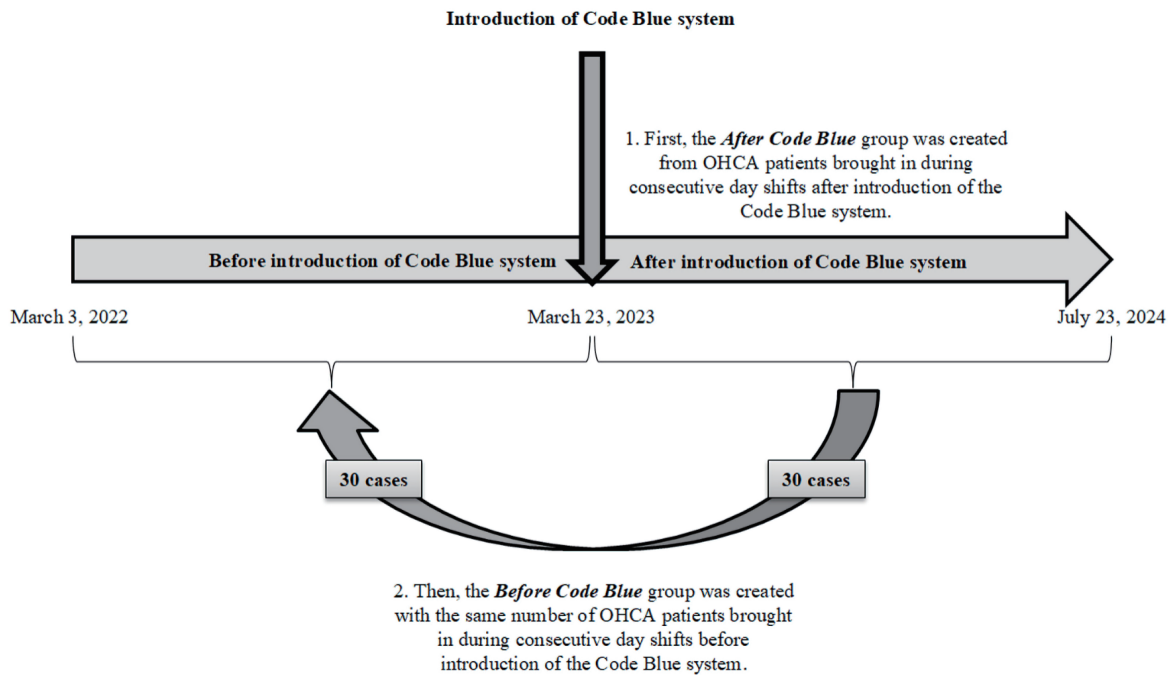 Introduction of Code Blue system
1. First, the After Code Blue group was created
from OHCA patients brought in during
consecutive day shifts after introduction of the
Code Blue system.
Before introduction of Code Blue system
After introduction of Code Blue system
March 3, 2022
March 23, 2023
July 23, 2024
30 cases
30 cases
2. Then, the Before Code Blue group was created
with the same number of OHCA patients brought
in during consecutive day shifts before
introduction of the Code Blue system.